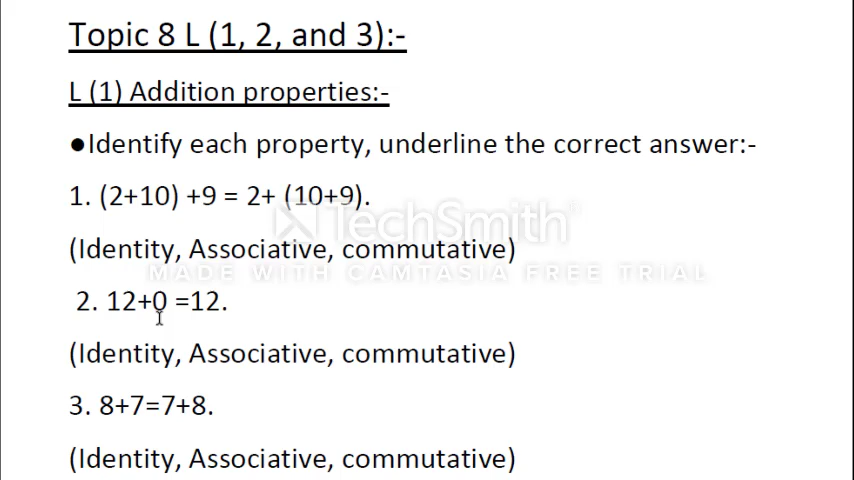 Topic 8 L (1, 2, and 3):-
L (1) Addition properties:-
●Identify each property, underline the correct answer:-
1. (2+10) +9 = 2+ (10+9).
TechSmith
(Identity, Associative, commutative)
MADE WITH CAMTASIA FREE TRIAL
2. 12+0 =12.
(Identity, Associative, commutative)
3. 8+7=7+8.
(Identity, Associative, commutative)